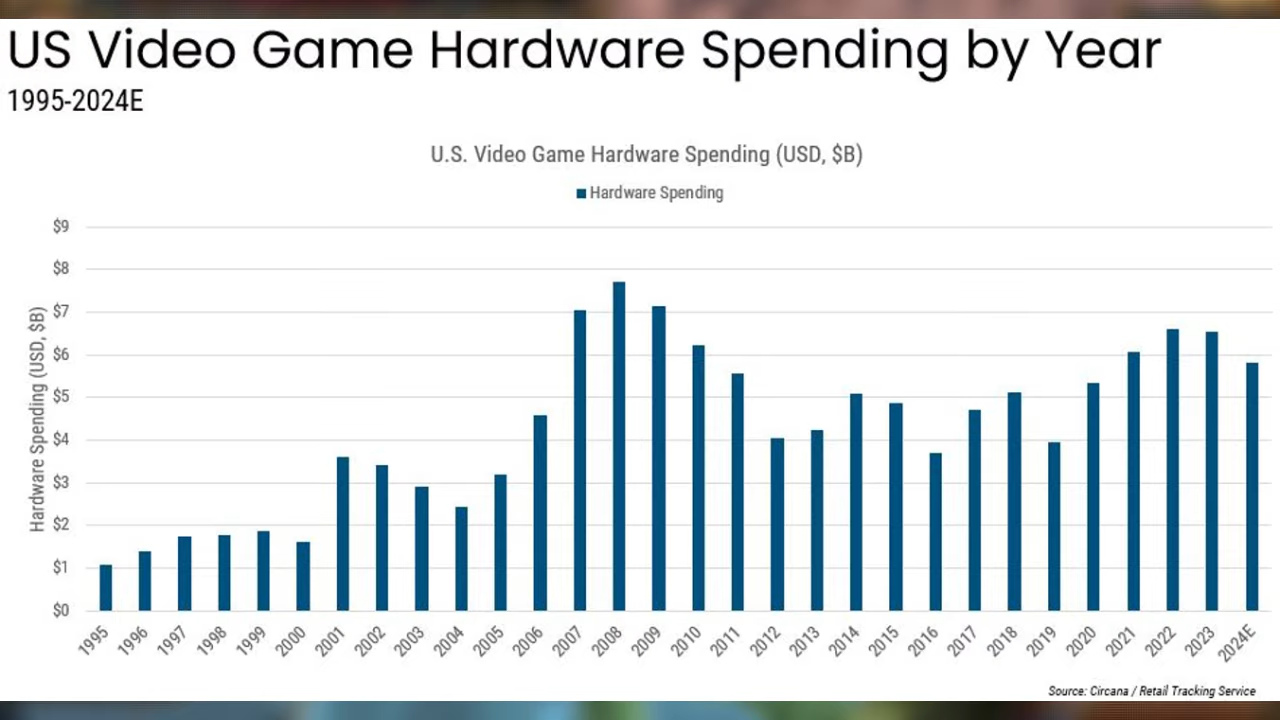 US Video Game Hardware Spending by Year
1995-2024E
U.S. Video Game Hardware Spending (USD, $B)
Hardware Spending
Hardware Spending (USD, $B)
$9
$8
$7
$6
$5
$4
$3
$2
$1
$0
1995 1996 1997 1998 1999 2000 2001 2002 2003 2004 2005 2006 2007 2008 2009 2010 2011 2012 2013 2014 2015 2016 2017 2018 2019 2020 2021 2022 2023 2024E
Source: Circana / Retail Tracking Service